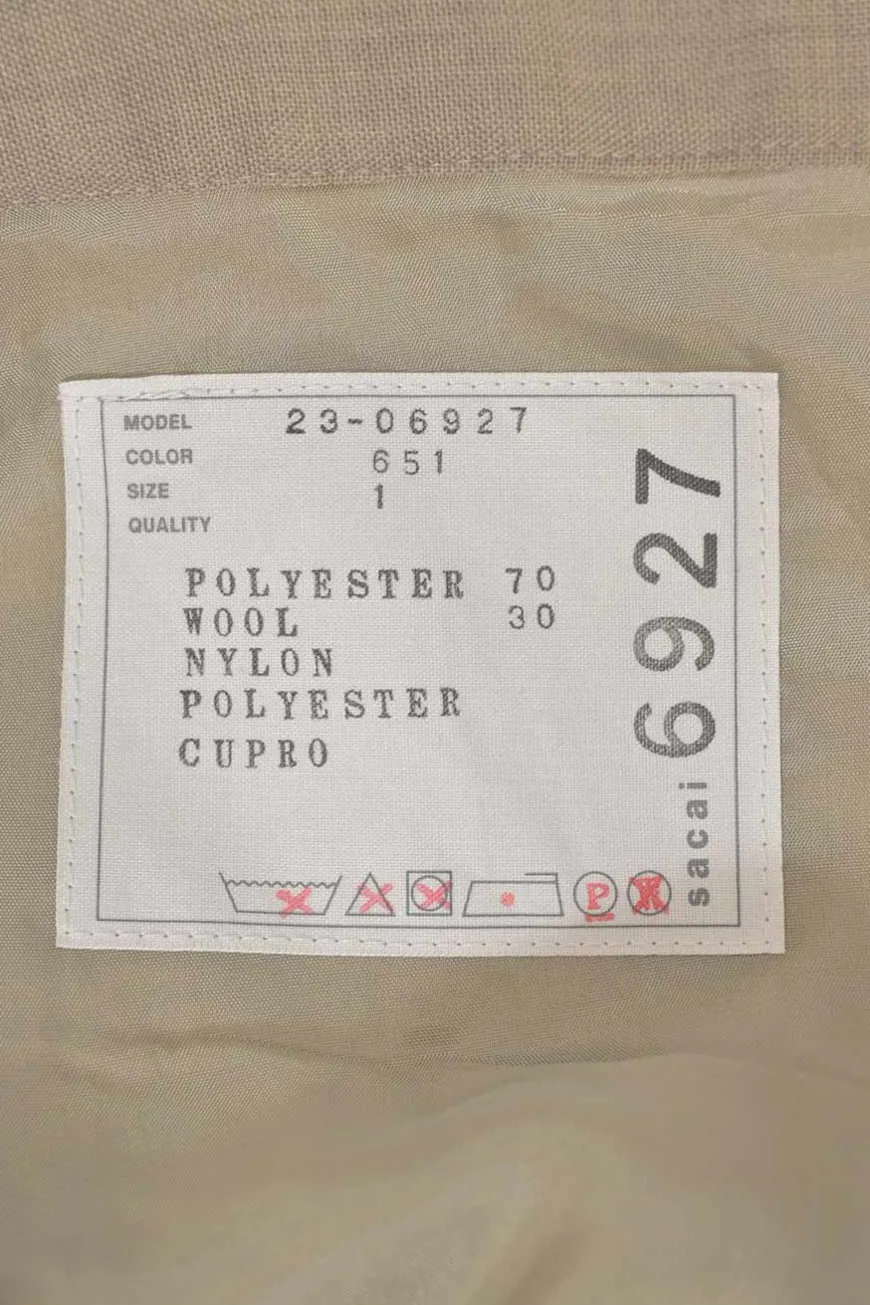 MODEL 23-06927
COLOR 651
SIZE 1
QUALITY
POLYESTER 70
WOOL 30
NYLON
POLYESTER
CUPRO
P
sacai 6927